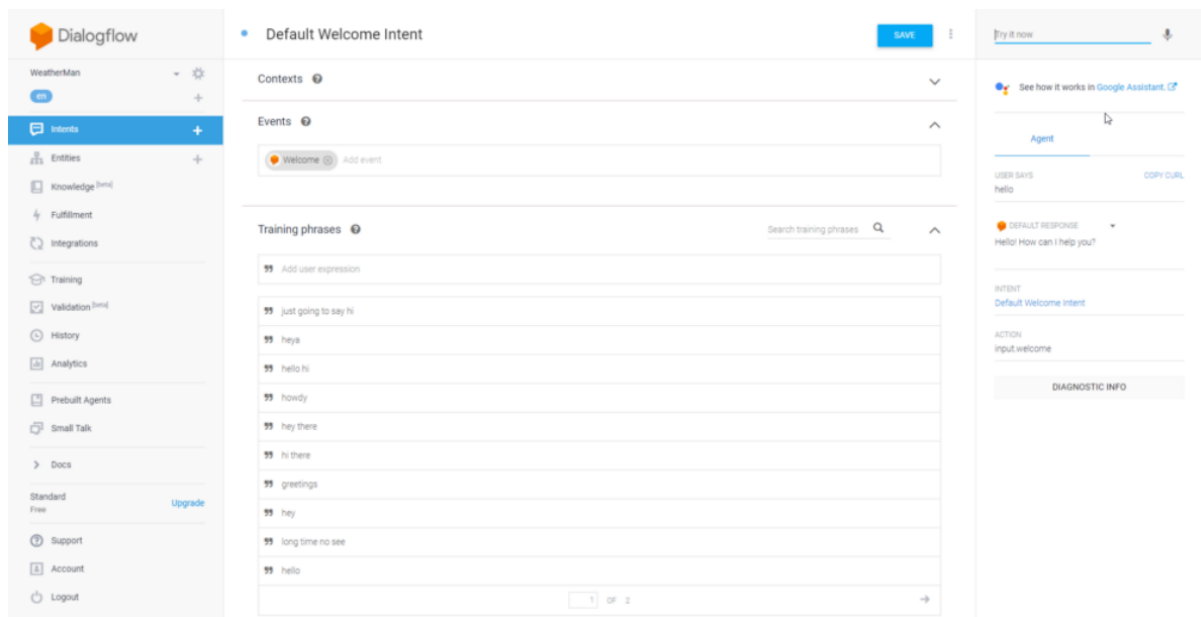 Dialogflow
WeatherMan
en
Intents
Entities
Knowledge [beta]
Fulfillment
Integrations
Training
Validation [beta]
History
Analytics
Prebuilt Agents
Small Talk
Docs
Standard
Free
Upgrade
Support
Account
Logout
Default Welcome Intent
SAVE
Contexts
Events
Welcome Add event
Training phrases
Search training phrases
Add user expression
just going to say hi
heya
hello hi
howdy
hey there
hi there
greetings
hey
long time no see
hello
1 OF 2
Try it now
See how it works in Google Assistant.
Agent
USER SAYS COPY CURL
hello
DEFAULT RESPONSE
Hello! How can I help you?
INTENT
Default Welcome Intent
ACTION
input.welcome
DIAGNOSTIC INFO